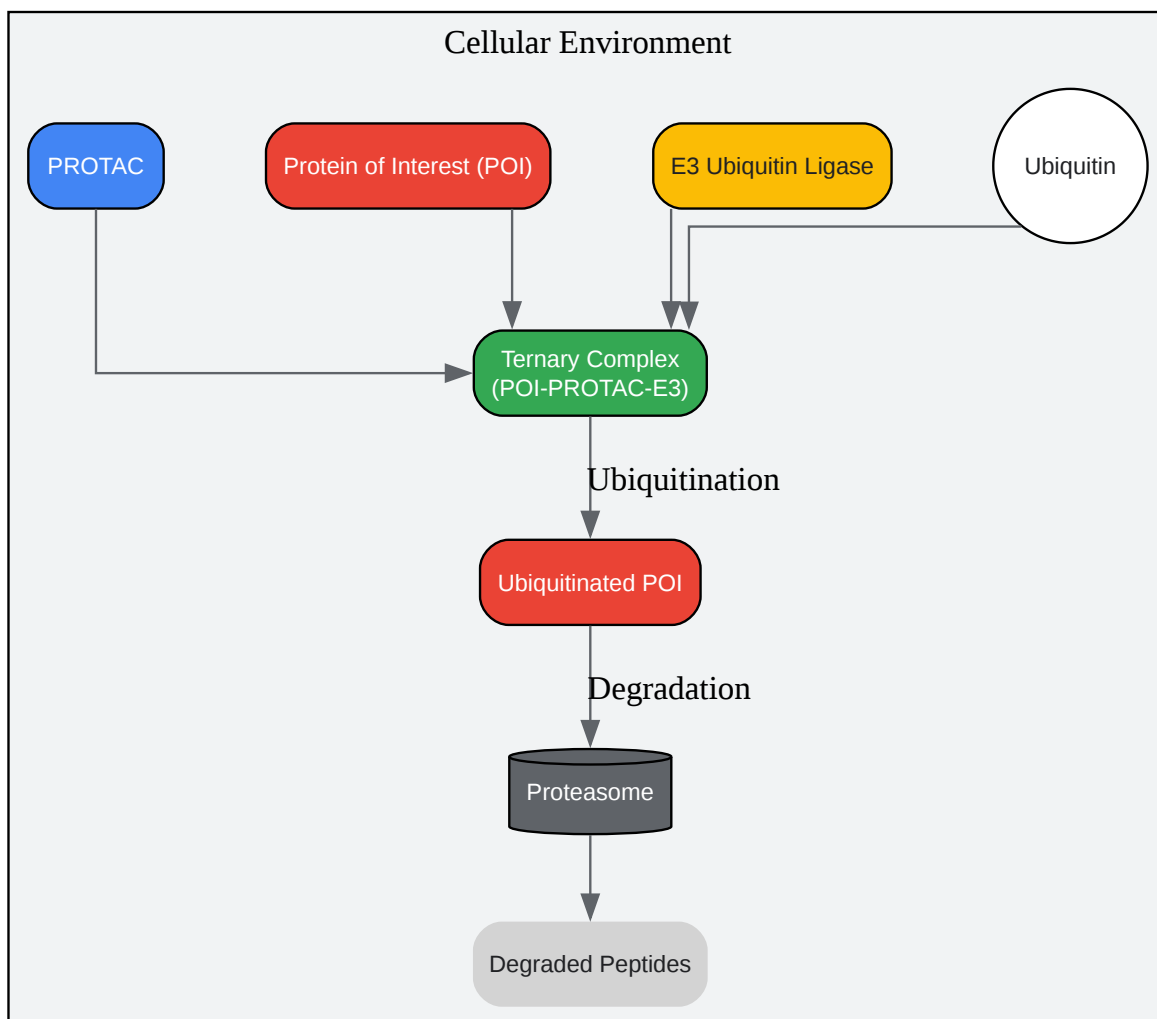 Cellular Environment
PROTAC
Protein of Interest (POI)
E3 Ubiquitin Ligase
Ubiquitin
Ternary Complex
(POI-PROTAC-E3)
Ubiquitination
Ubiquitinated POI
Degradation
Proteasome
Degraded Peptides